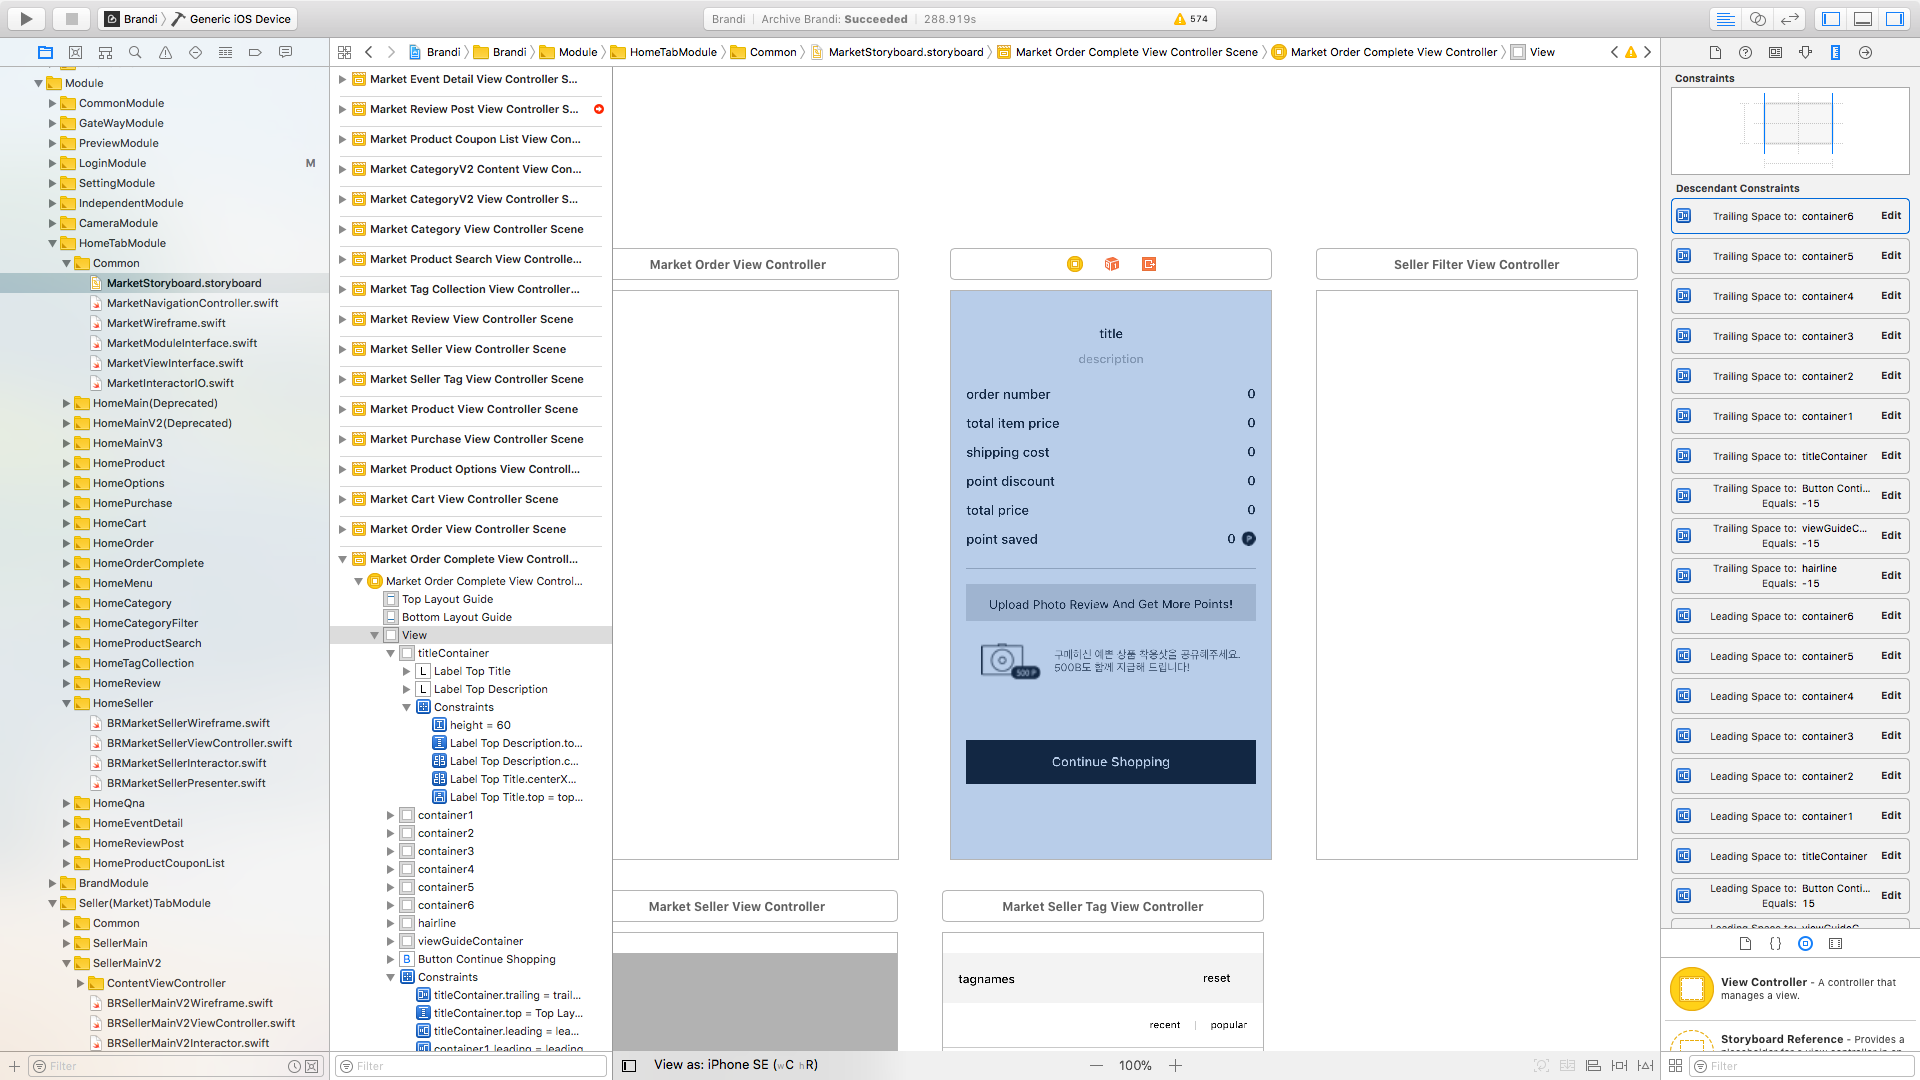 Brandi
Generic iOS Device
Brandi
Archive Brandi: Succeeded
288.919s
574
Brandi
Brandi
Module
HomeTabModule
Common
MarketStoryboard.storyboard
Market Order Complete View Controller Scene
Market Order Complete View Controller
View
Module
CommonModule
GateWayModule
PreviewModule
LoginModule
M
SettingModule
IndependentModule
CameraModule
HomeTabModule
Common
MarketStoryboard.storyboard
MarketNavigationController.swift
MarketWireframe.swift
MarketModuleInterface.swift
MarketViewInterface.swift
MarketInteractorIO.swift
HomeMain(Deprecated)
HomeMainV2(Deprecated)
HomeMainV3
HomeProduct
HomeOptions
HomePurchase
HomeCart
HomeOrder
HomeOrderComplete
HomeMenu
HomeCategory
HomeCategoryFilter
HomeProductSearch
HomeTagCollection
HomeReview
HomeSeller
BRMarketSellerWireframe.swift
BRMarketSellerViewController.swift
BRMarketSellerInteractor.swift
BRMarketSellerPresenter.swift
HomeQna
HomeEventDetail
HomeReviewPost
HomeProductCouponList
BrandModule
Seller(Market)TabModule
Common
SellerMain
SellerMainV2
ContentViewController
BRSellerMainV2Wireframe.swift
BRSellerMainV2ViewController.swift
BRSellerMainV2Interactor.swift
Filter
Market Event Detail View Controller S...
Market Review Post View Controller S...
Market Product Coupon List View Con...
Market CategoryV2 Content View Con...
Market CategoryV2 View Controller S...
Market Category View Controller Scene
Market Product Search View Controlle...
Market Tag Collection View Controller...
Market Review View Controller Scene
Market Seller View Controller Scene
Market Seller Tag View Controller Scene
Market Product View Controller Scene
Market Purchase View Controller Scene
Market Product Options View Controll...
Market Cart View Controller Scene
Market Order View Controller Scene
Market Order Complete View Controll...
Market Order Complete View Control...
Top Layout Guide
Bottom Layout Guide
View
titleContainer
L Label Top Title
L Label Top Description
Constraints
height = 60
Label Top Description.to...
Label Top Description.c...
Label Top Title.centerX...
Label Top Title.top = top...
container1
container2
container3
container4
container5
container6
hairline
viewGuideContainer
B Button Continue Shopping
Constraints
titleContainer.trailing = trail...
titleContainer.top = Top Lay...
titleContainer.leading = lea...
container1.leading = leading
Filter
Market Order View Controller
title
description
order number 0
total item price 0
shipping cost 0
point discount 0
total price 0
point saved 0 P
Upload Photo Review And Get More Points!
500 P
구매하신 예쁜 상품 착용샷을 공유해주세요.
500B도 함께 지급해 드립니다!
Continue Shopping
Seller Filter View Controller
Market Seller View Controller
Market Seller Tag View Controller
tagnames
reset
recent
popular
View as: iPhone SE (wC hR)
100%
Constraints
Descendant Constraints
Trailing Space to: container6 Edit
Trailing Space to: container5 Edit
Trailing Space to: container4 Edit
Trailing Space to: container3 Edit
Trailing Space to: container2 Edit
Trailing Space to: container1 Edit
Trailing Space to: titleContainer Edit
Trailing Space to: Button Conti... Edit
Equals: -15
Trailing Space to: viewGuideC... Edit
Equals: -15
Trailing Space to: hairline Edit
Equals: -15
Leading Space to: container6 Edit
Leading Space to: container5 Edit
Leading Space to: container4 Edit
Leading Space to: container3 Edit
Leading Space to: container2 Edit
Leading Space to: container1 Edit
Leading Space to: titleContainer Edit
Leading Space to: Button Conti... Edit
Equals: 15
Leading Space to: viewGuideC
View Controller - A controller that
manages a view.
Storyboard Reference - Provides a
Filter